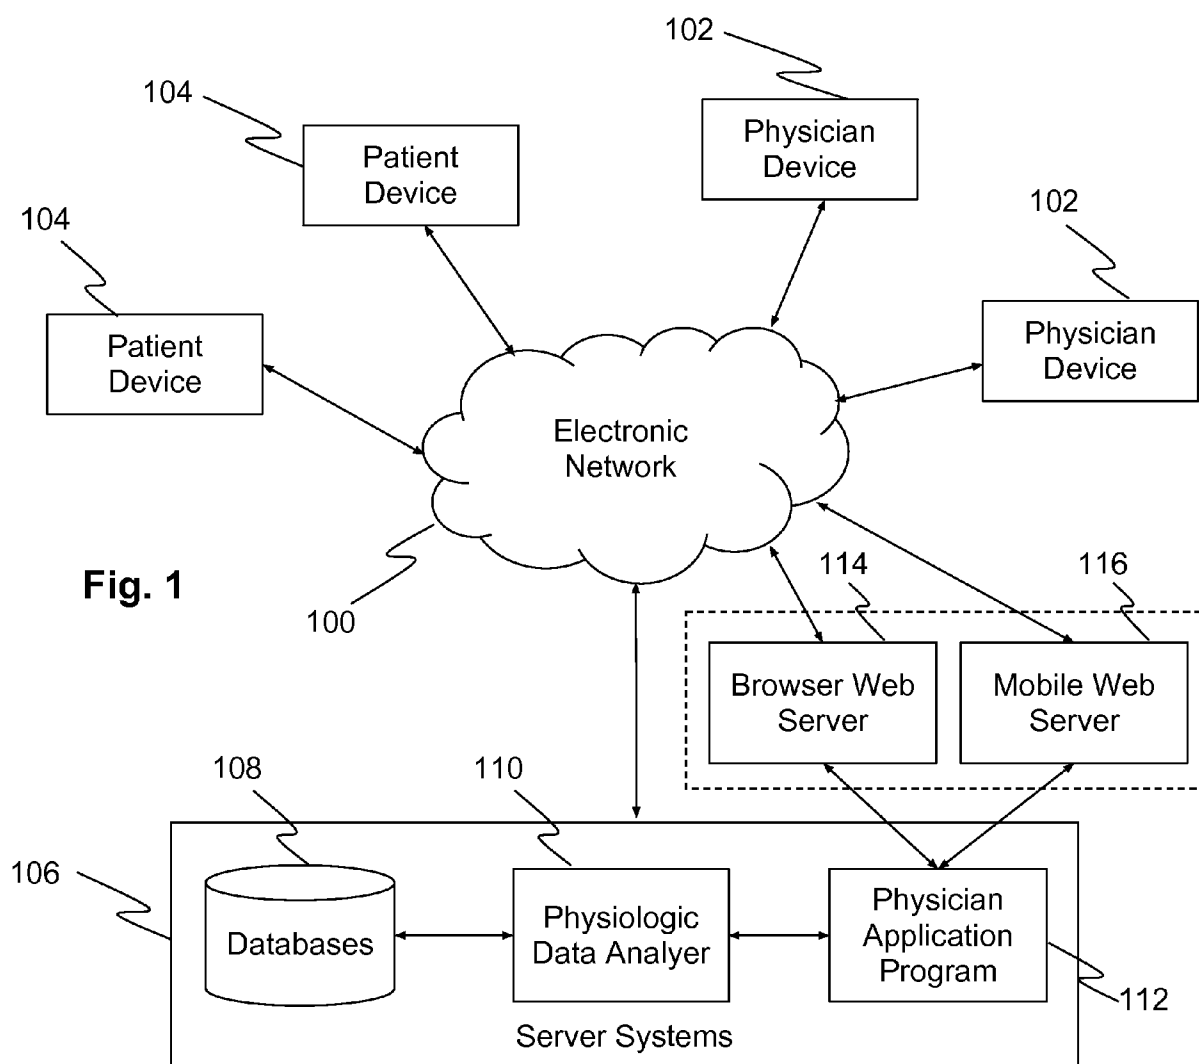 102
104
Physician
Device
Patient
Device
104
102
Patient
Device
Physician
Device
Electronic
Network
Fig. 1
100
114
116
Browser Web
Server
Mobile Web
Server
108
110
106
Databases
Physiologic
Data Analyer
Physician
Application
Program
112
Server Systems